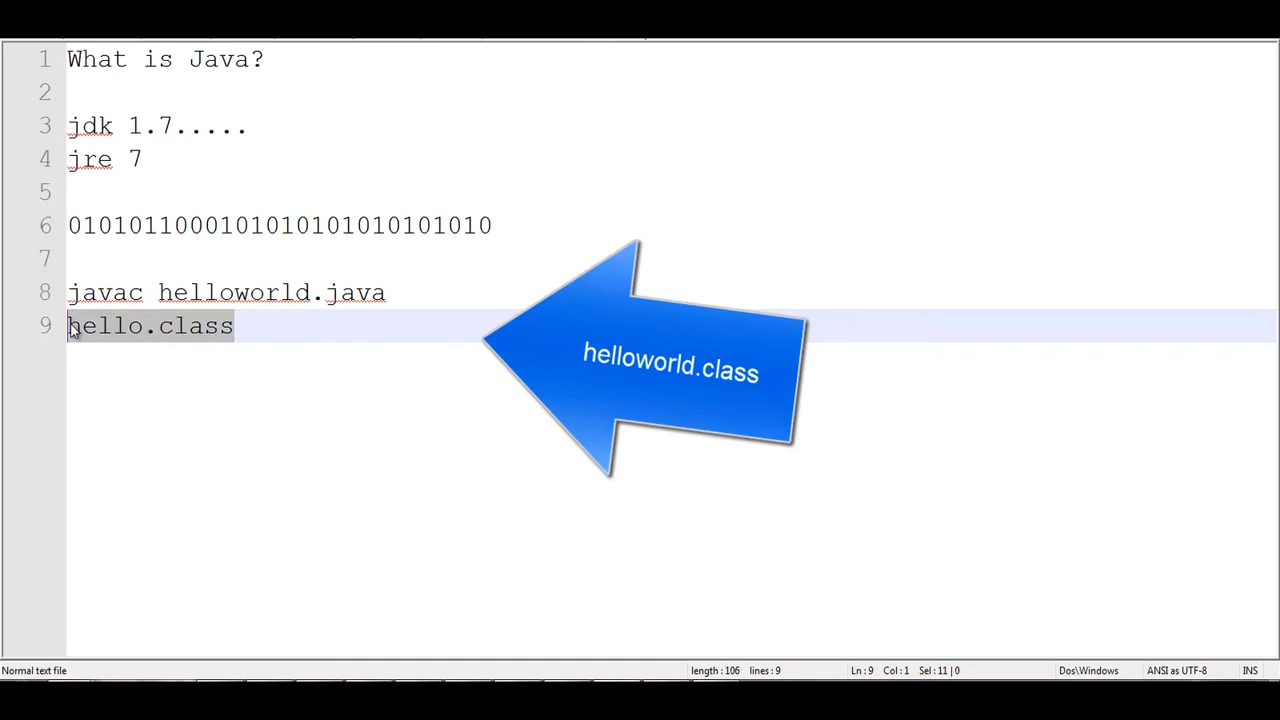 1 What is Java?
2
3 jdk 1.7.....
4 jre 7
5
6 0101011000101010101010101010
7
8 javac helloworld.java
9 hello.class
helloworld.class
Normal text file length : 106 lines : 9 Ln : 9 Col : 1 Sel : 11 | 0 Dos\Windows ANSI as UTF-8 INS